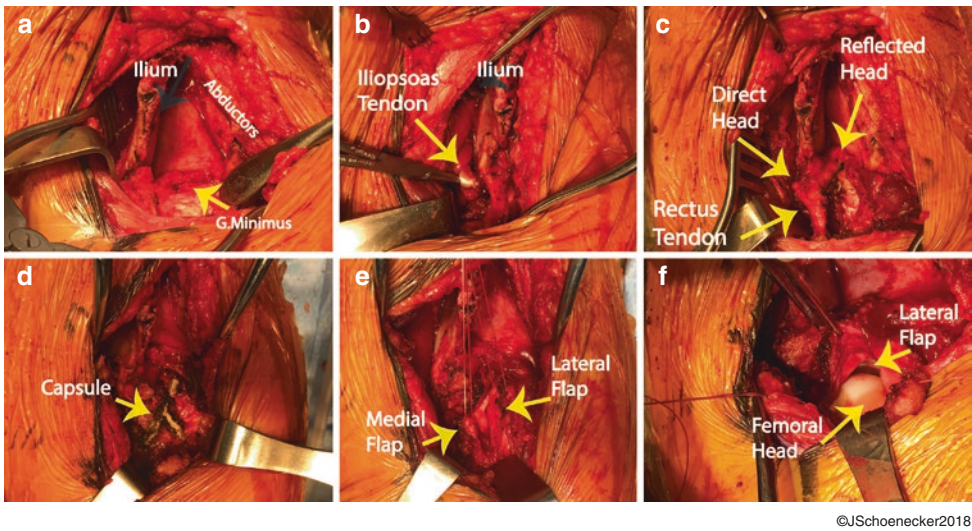 a
Ilium
Abductors
G.Minimus
b
Iliopsoas
Tendon
Ilium
c
Reflected
Head
Direct
Head
Rectus
Tendon
d
Capsule
e
Lateral
Flap
Medial
Flap
f
Lateral
Flap
Femoral
Head
©JSchoenecker2018